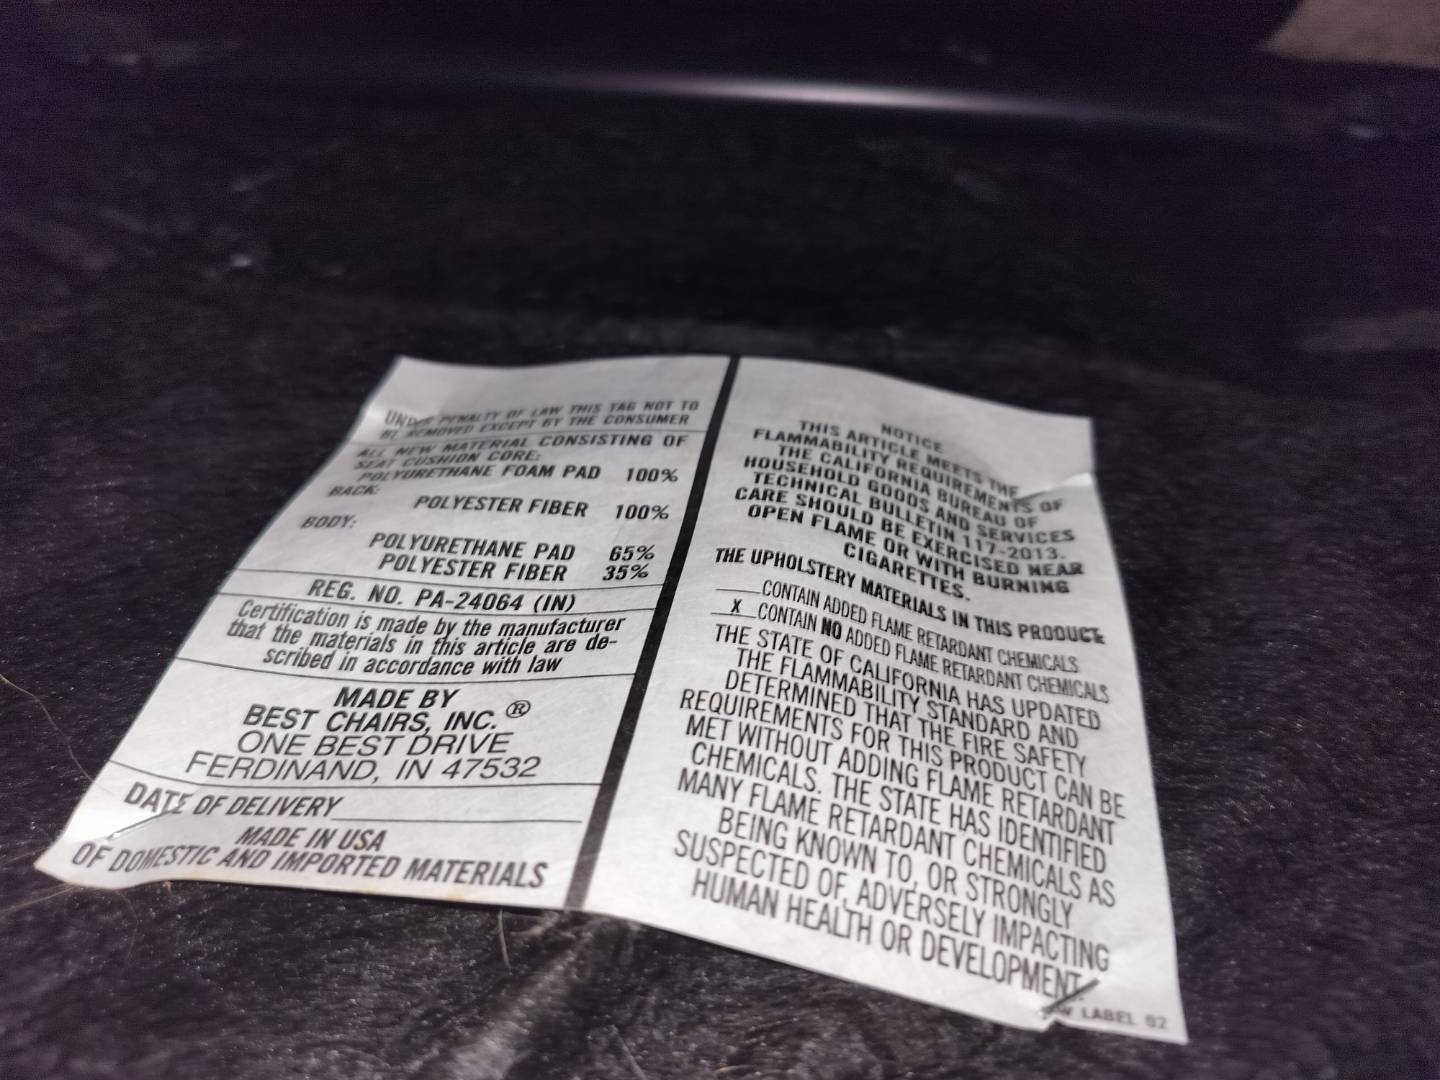 UNDER PENALTY OF LAW THIS TAG NOT TO
BE REMOVED EXCEPT BY THE CONSUMER
ALL NEW MATERIAL CONSISTING OF
SEAT CUSHION CORE:
POLYURETHANE FOAM PAD 100%
BACK:
POLYESTER FIBER 100%
BODY:
POLYURETHANE PAD 65%
POLYESTER FIBER 35%
REG. NO. PA-24064 (IN)
Certification is made by the manufacturer
that the materials in this article are de-
scribed in accordance with law
MADE BY
BEST CHAIRS, INC.®
ONE BEST DRIVE
FERDINAND, IN 47532
DATE OF DELIVERY
MADE IN USA
OF DOMESTIC AND IMPORTED MATERIALS
NOTICE
THIS ARTICLE MEETS THE
FLAMMABILITY REQUIREMENTS OF
THE CALIFORNIA BUREAU OF
HOUSEHOLD GOODS AND SERVICES
TECHNICAL BULLETIN 117-2013.
CARE SHOULD BE EXERCISED NEAR
OPEN FLAME OR WITH BURNING
CIGARETTES.
THE UPHOLSTERY MATERIALS IN THIS PRODUCT
CONTAIN ADDED FLAME RETARDANT CHEMICALS
X CONTAIN NO ADDED FLAME RETARDANT CHEMICALS
THE STATE OF CALIFORNIA HAS UPDATED
THE FLAMMABILITY STANDARD AND
DETERMINED THAT THE FIRE SAFETY
REQUIREMENTS FOR THIS PRODUCT CAN BE
MET WITHOUT ADDING FLAME RETARDANT
CHEMICALS. THE STATE HAS IDENTIFIED
MANY FLAME RETARDANT CHEMICALS AS
BEING KNOWN TO, OR STRONGLY
SUSPECTED OF, ADVERSELY IMPACTING
HUMAN HEALTH OR DEVELOPMENT.
LABEL 02